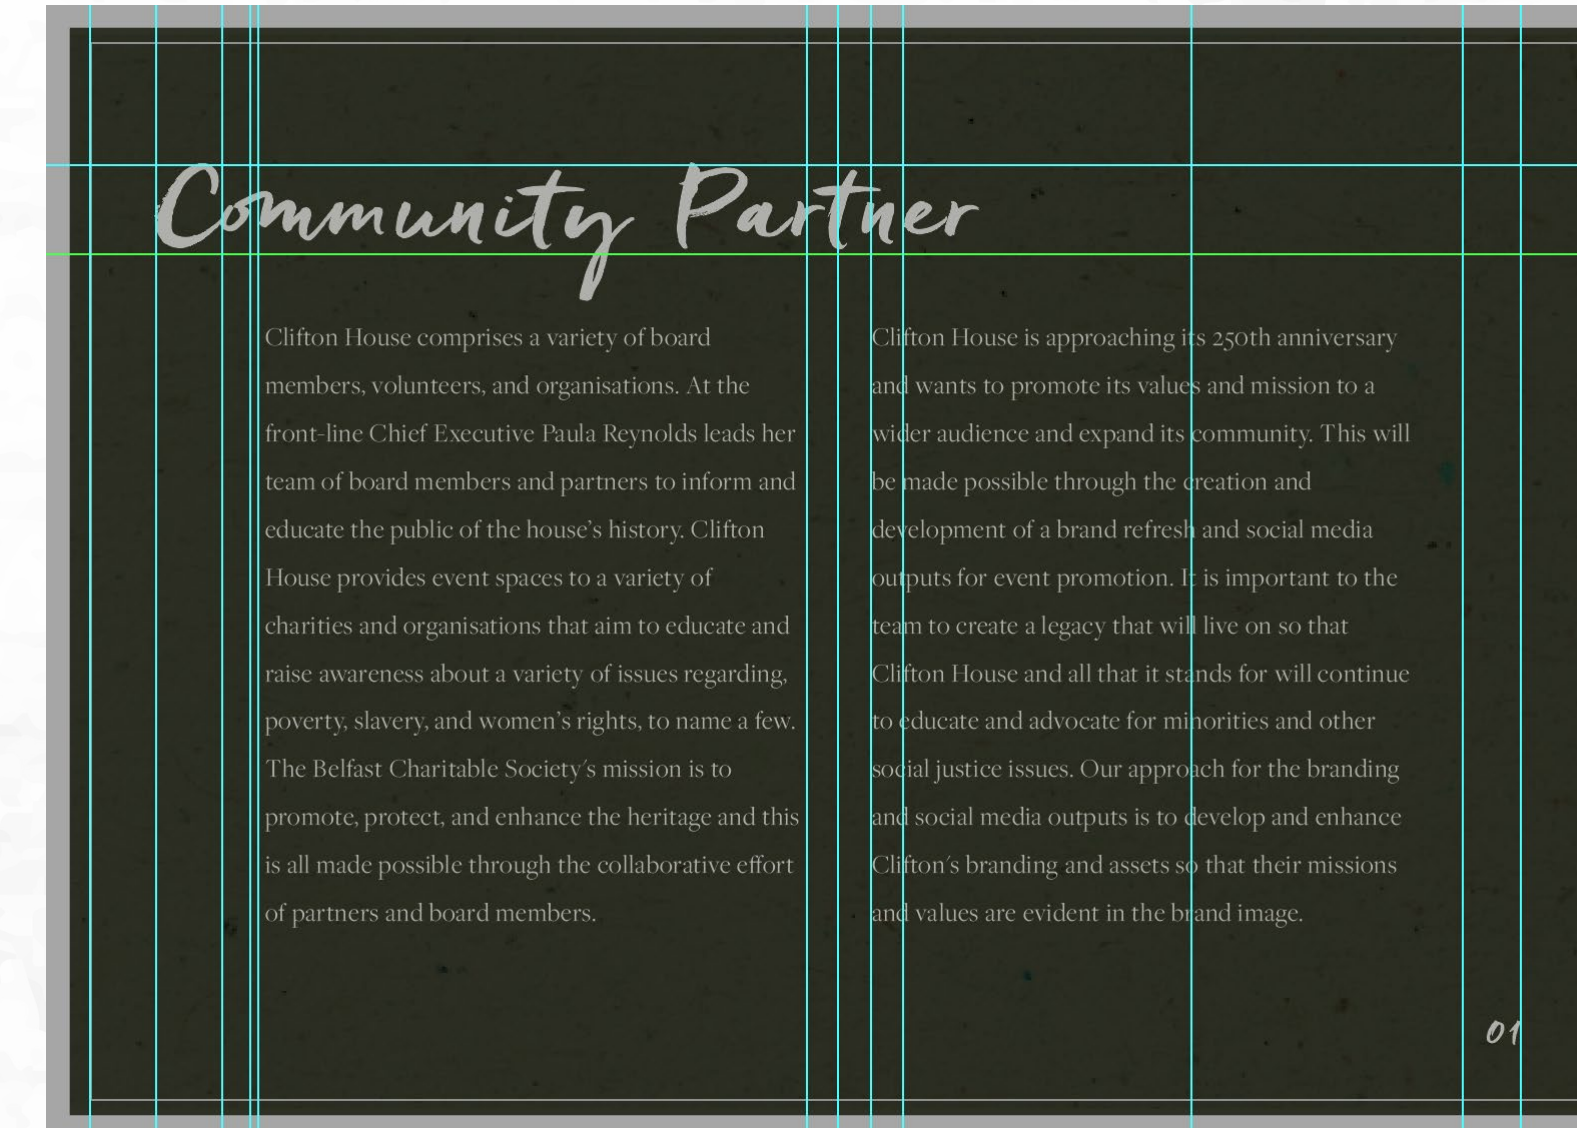 Community Partner
Clifton House comprises a variety of board
members, volunteers, and organisations. At the
front-line Chief Executive Paula Reynolds leads her
team of board members and partners to inform and
educate the public of the house’s history. Clifton
House provides event spaces to a variety of
charities and organisations that aim to educate and
raise awareness about a variety of issues regarding,
poverty, slavery, and women’s rights, to name a few.
The Belfast Charitable Society's mission is to
promote, protect, and enhance the heritage and this
is all made possible through the collaborative effort
of partners and board members.
Clifton House is approaching its 250th anniversary
and wants to promote its values and mission to a
wider audience and expand its community. This will
be made possible through the creation and
development of a brand refresh and social media
outputs for event promotion. It is important to the
team to create a legacy that will live on so that
Clifton House and all that it stands for will continue
to educate and advocate for minorities and other
social justice issues. Our approach for the branding
and social media outputs is to develop and enhance
Clifton's branding and assets so that their missions
and values are evident in the brand image.
01